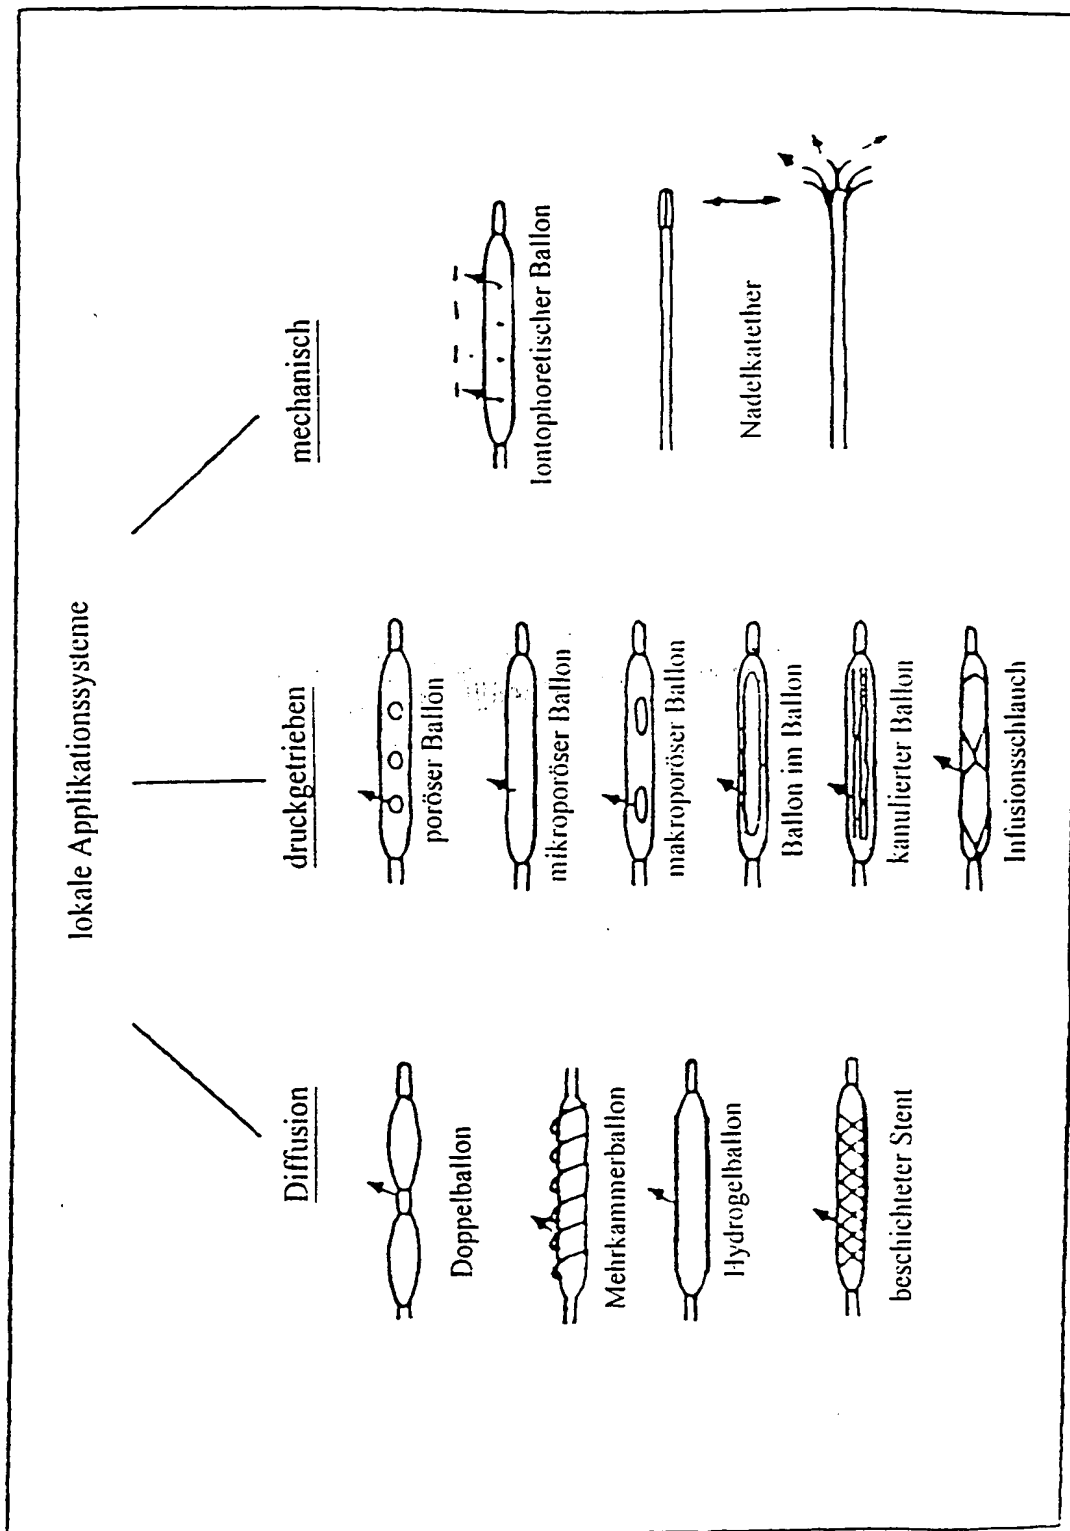 lokale Applikationssysteme
Diffusion
Doppelballon
Mehrkammerballon
Hydrogelballon
beschichteter Stent
druckgetrieben
poröser Ballon
mikroporöser Ballon
makroporöser Ballon
Ballon im Ballon
kanulierter Ballon
Infusionsschlauch
mechanisch
Iontophoretischer Ballon
Nadelkatether